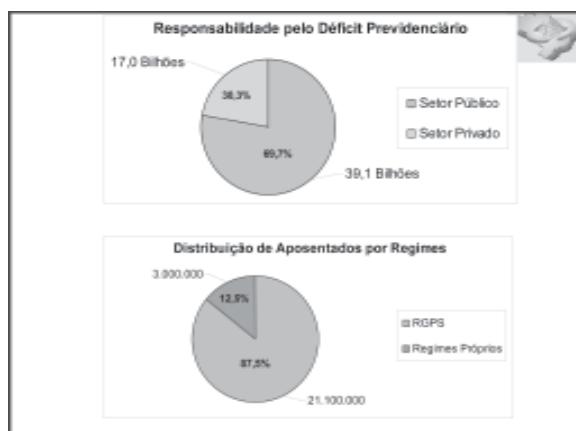 Responsabilidade pelo Déficit Previdenciário
17,0 Bilhões
30,3%
69,7%
39,1 Bilhões
Setor Público
Setor Privado
Distribuição de Aposentados por Regimes
3.000.000
12,5%
87,5%
21.100.000
RGPS
Regimes Próprios